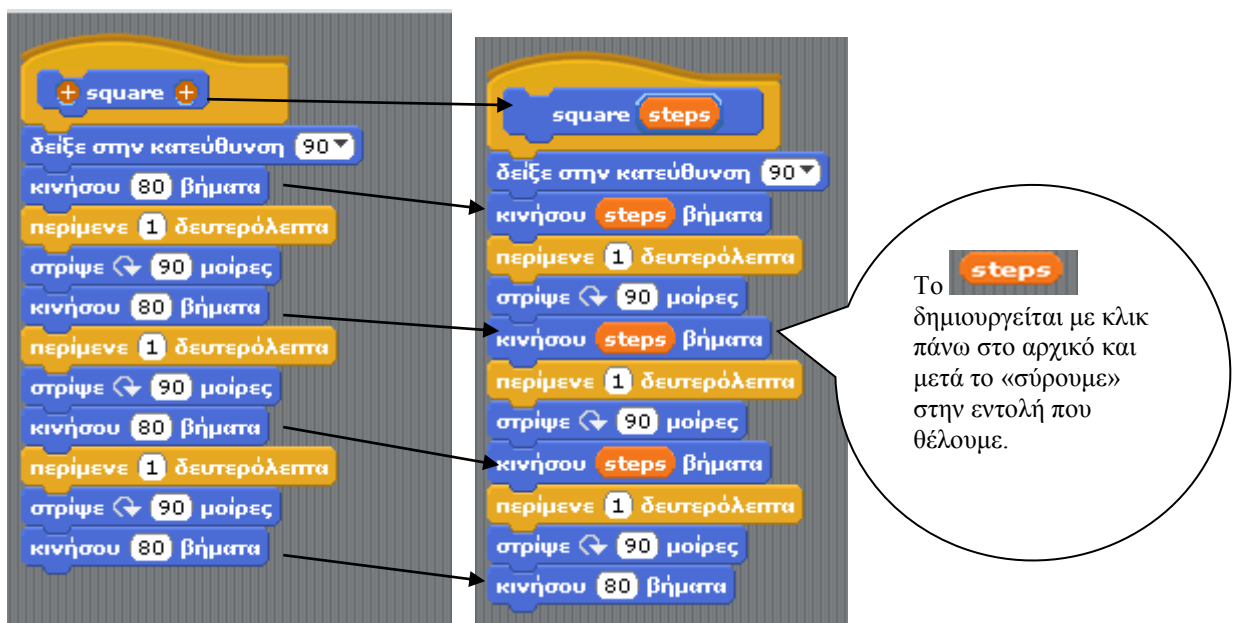 square
δείξε στην κατεύθυνση 90
κινήσου 80 βήματα
περίμενε 1 δευτερόλεπτα
στρίψε 90 μοίρες
κινήσου 80 βήματα
περίμενε 1 δευτερόλεπτα
στρίψε 90 μοίρες
κινήσου 80 βήματα
περίμενε 1 δευτερόλεπτα
στρίψε 90 μοίρες
κινήσου 80 βήματα
square steps
δείξε στην κατεύθυνση 90
κινήσου steps βήματα
περίμενε 1 δευτερόλεπτα
στρίψε 90 μοίρες
κινήσου steps βήματα
περίμενε 1 δευτερόλεπτα
στρίψε 90 μοίρες
κινήσου steps βήματα
περίμενε 1 δευτερόλεπτα
στρίψε 90 μοίρες
κινήσου 80 βήματα
Το steps
δημιουργείται με κλικ
πάνω στο αρχικό και
μετά το «σύρουμε»
στην εντολή που
θέλουμε.